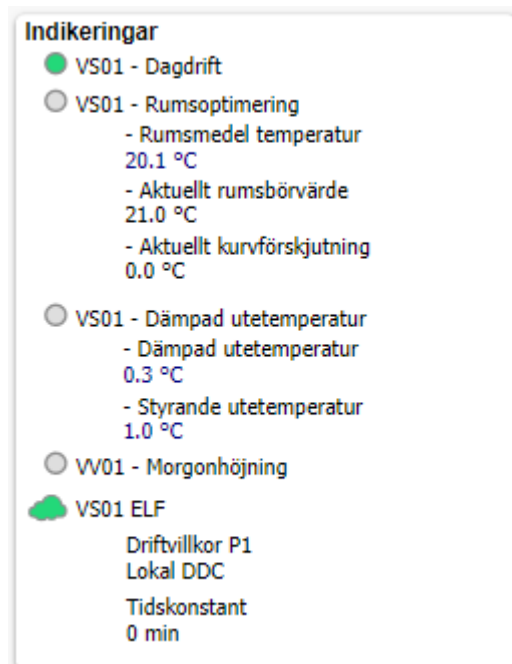 Indikeringar
VS01 - Dagdrift
VS01 - Rumsoptimering
- Rumsmedel temperatur
20.1 °C
- Aktuellt rumsbörvärde
21.0 °C
- Aktuellt kurvförskjutning
0.0 °C
VS01 - Dämpad utetemperatur
- Dämpad utetemperatur
0.3 °C
- Styrande utetemperatur
1.0 °C
VV01 - Morgonhöjning
VS01 ELF
Driftvillkor P1
Lokal DDC
Tidskonstant
0 min